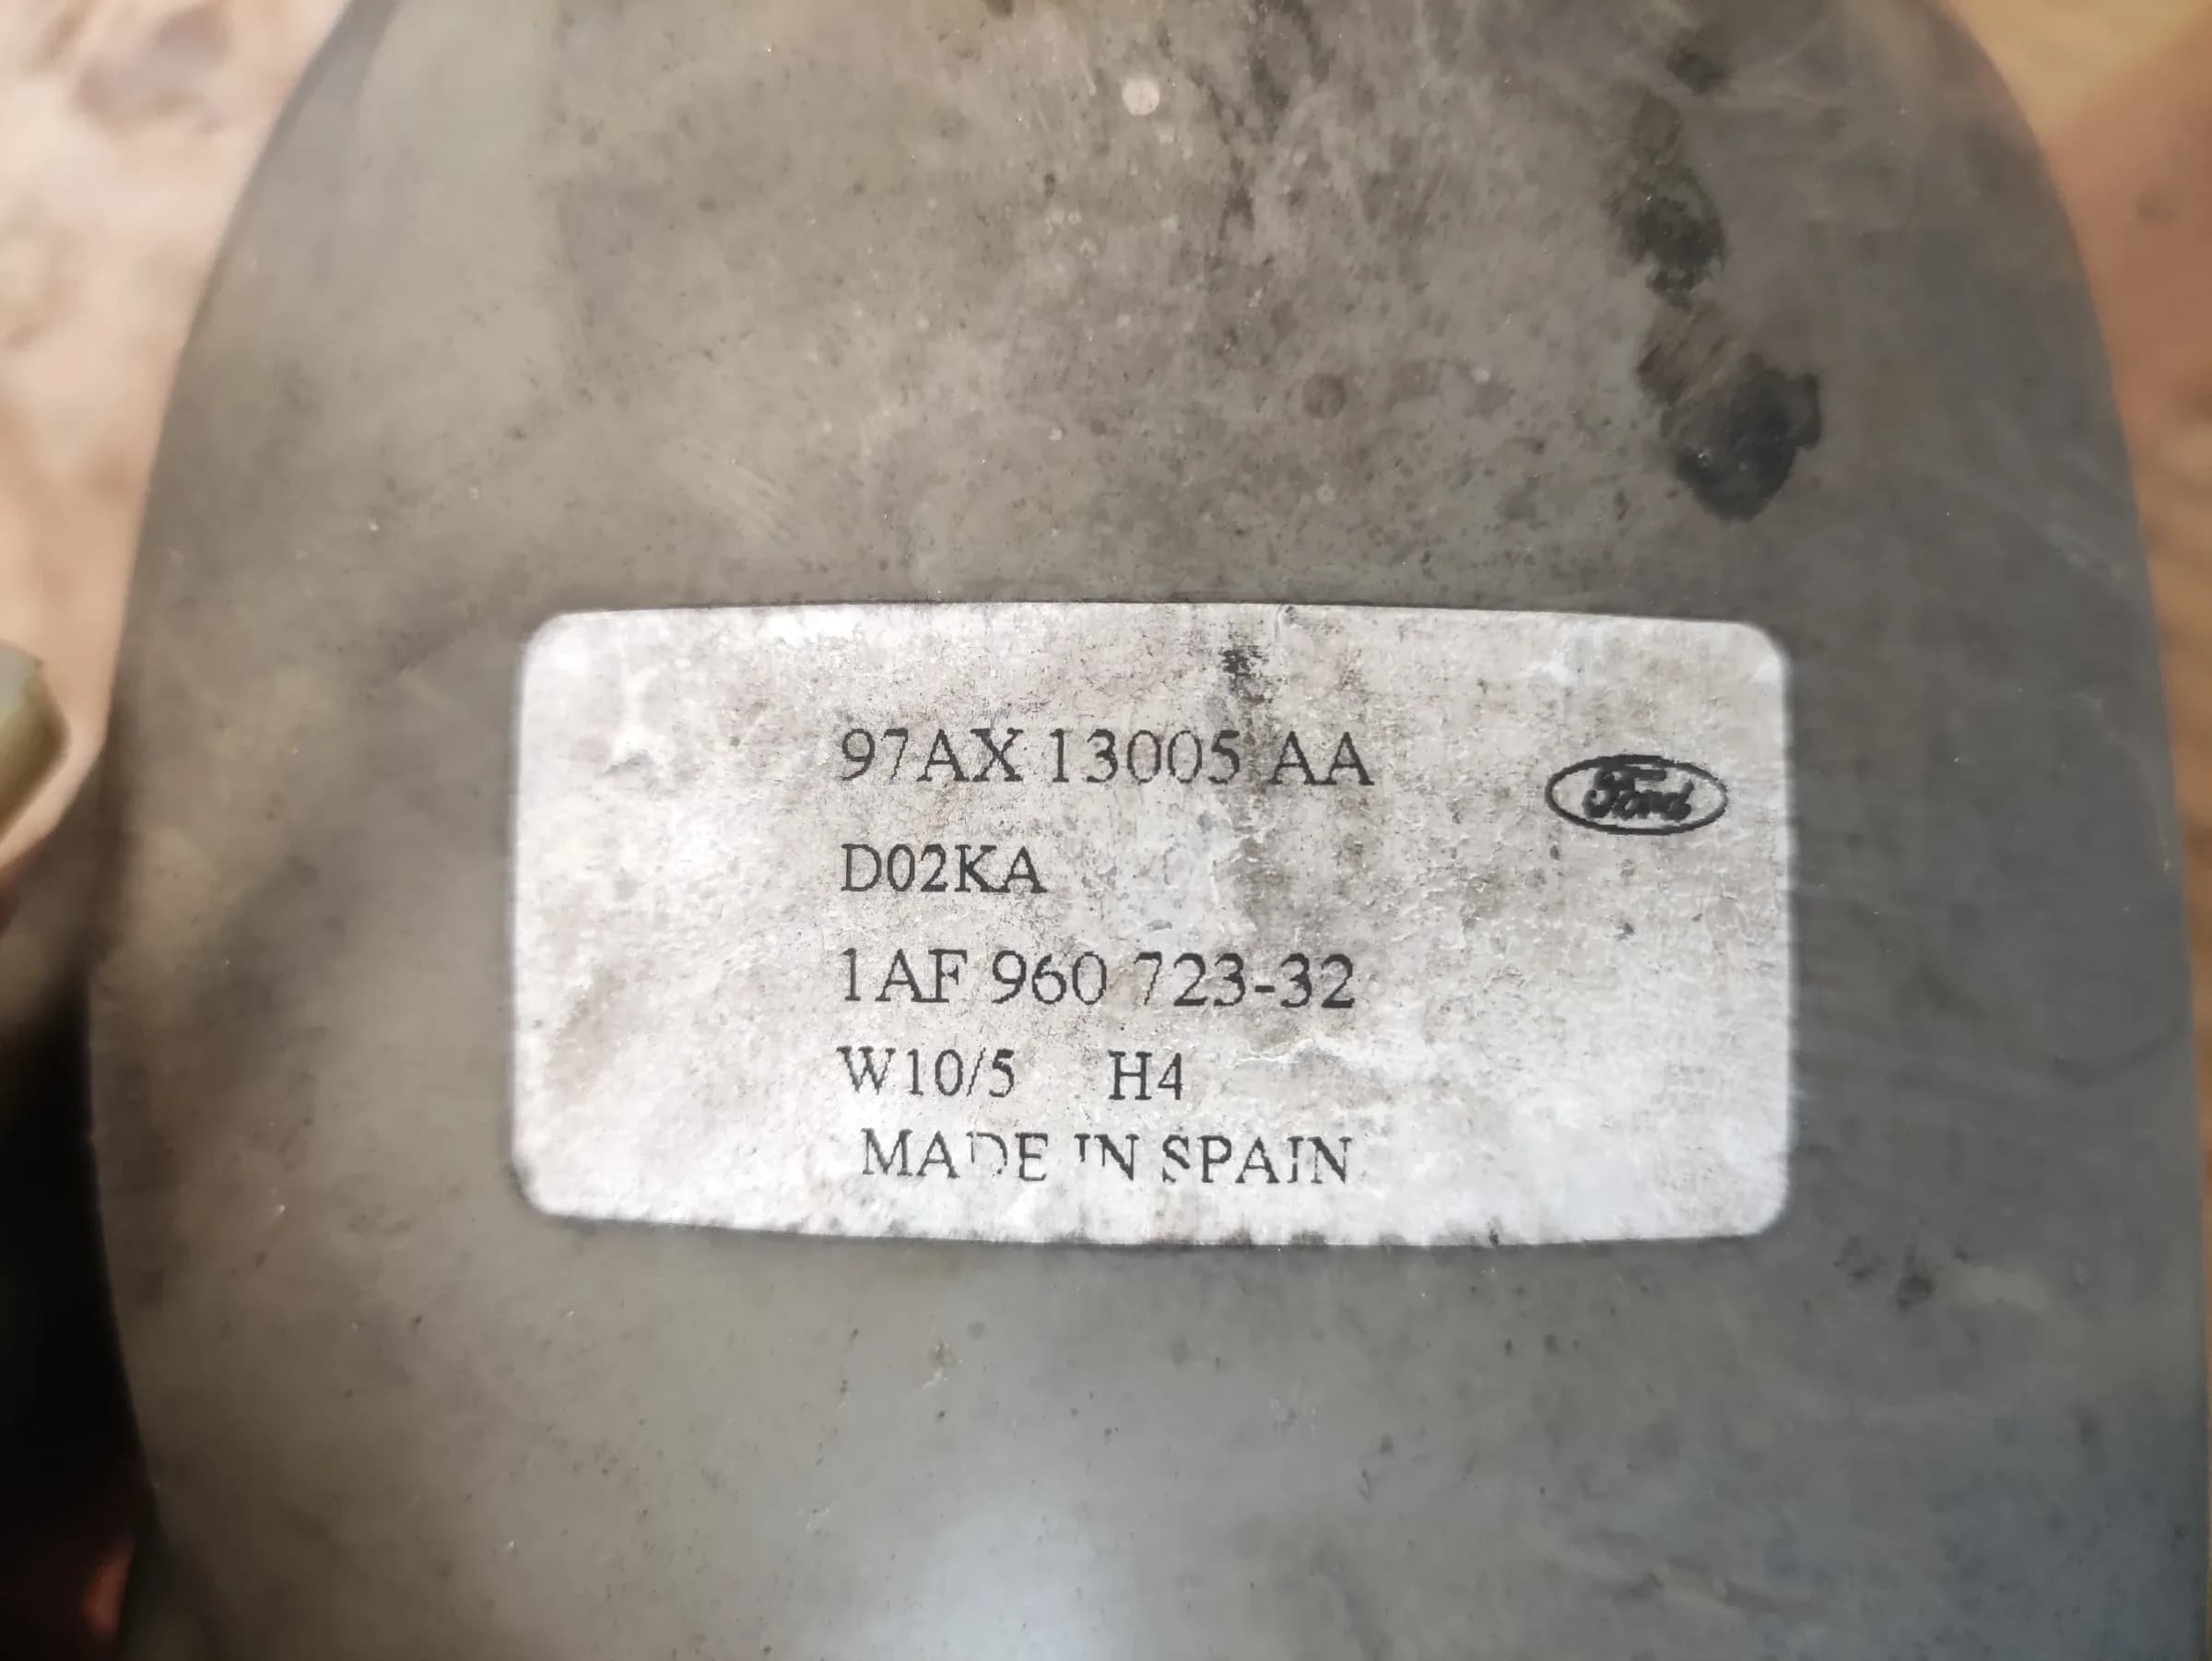 97AX 13005 AA
Ford
D02KA
1AF 960 723-32
W10/5 H4
MADE IN SPAIN